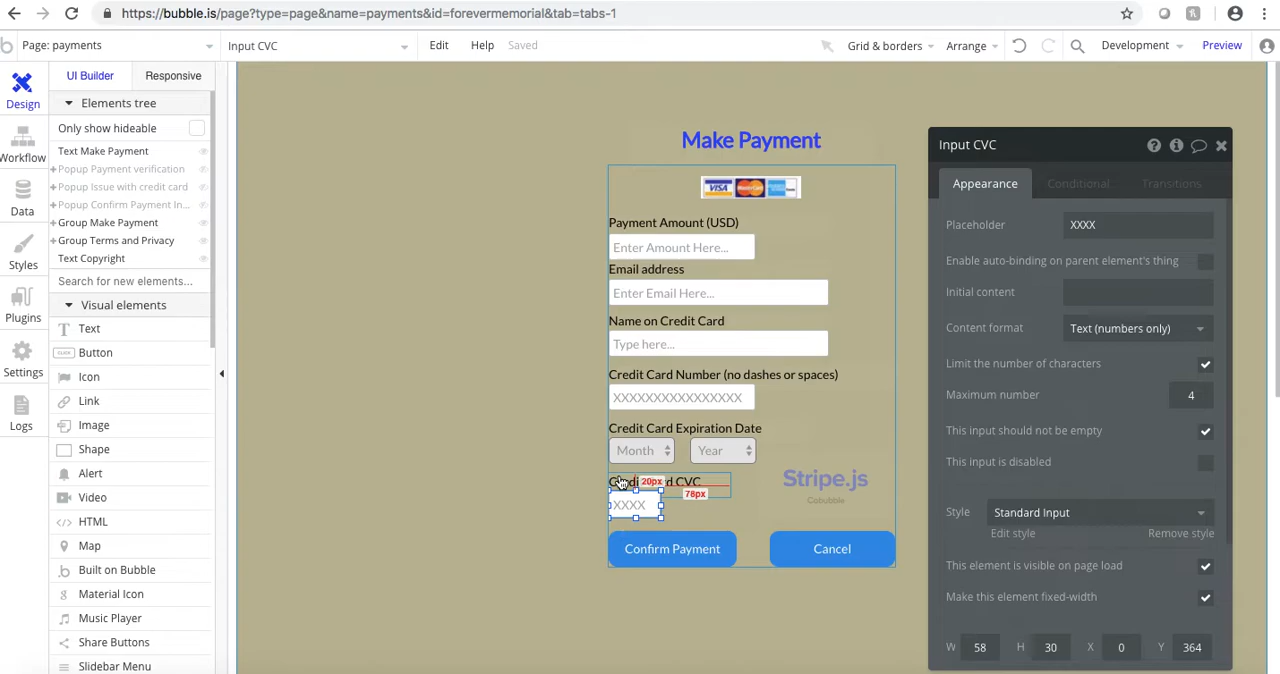 https://bubble.is/page?type=page&name=payments&id=forevermemorial&tab=tabs-1
Page: payments
Input CVC
Edit
Help
Saved
Grid & borders
Arrange
Development
Preview
Design
Workflow
Data
Styles
Plugins
Settings
Logs
UI Builder
Responsive
Elements tree
Only show hideable
Text Make Payment
Popup Payment verification
Popup Issue with credit card
Popup Confirm Payment In...
Group Make Payment
Group Terms and Privacy
Text Copyright
Search for new elements...
Visual elements
Text
CLICK Button
Icon
Link
Image
Shape
Alert
Video
HTML
Map
Built on Bubble
Material Icon
Music Player
Share Buttons
Slidebar Menu
Make Payment
VISA MasterCard
Payment Amount (USD)
Enter Amount Here...
Email address
Enter Email Here...
Name on Credit Card
Type here...
Credit Card Number (no dashes or spaces)
XXXXXXXXXXXXXXXX
Credit Card Expiration Date
Month
Year
CVC
20px
78px
XXXX
Stripe.js
Cobubble
Confirm Payment
Cancel
Input CVC
Appearance
Conditional
Transitions
Placeholder
XXXX
Enable auto-binding on parent element's thing
Initial content
Content format
Text (numbers only)
Limit the number of characters
Maximum number
4
This input should not be empty
This input is disabled
Style
Standard Input
Edit style
Remove style
This element is visible on page load
Make this element fixed-width
W 58 H 30 X 0 Y 364